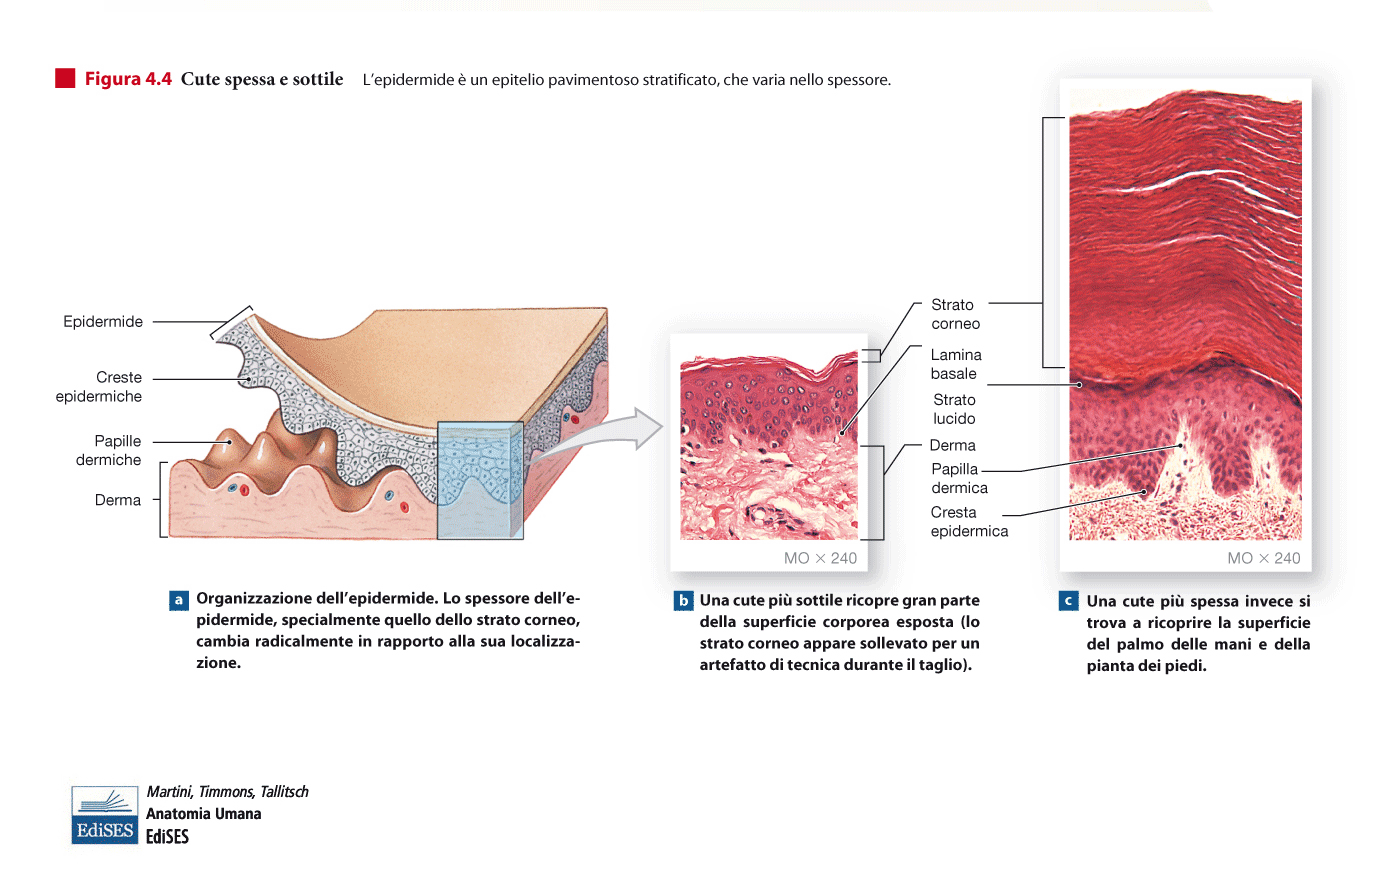 Figura 4.4 Cute spessa e sottile L'epidermide è un epitelio pavimentoso stratificato, che varia nello spessore.
Epidermide
Creste
epidermiche
Papille
dermiche
Derma
Strato
corneo
Lamina
basale
Strato
lucido
Derma
Papilla
dermica
Cresta
epidermica
MO × 240
MO × 240
a Organizzazione dell'epidermide. Lo spessore dell'e-
pidermide, specialmente quello dello strato corneo,
cambia radicalmente in rapporto alla sua localizza-
zione.
b Una cute più sottile ricopre gran parte
della superficie corporea esposta (lo
strato corneo appare sollevato per un
artefatto di tecnica durante il taglio).
c Una cute più spessa invece si
trova a ricoprire la superficie
del palmo delle mani e della
pianta dei piedi.
EdiSES
Martini, Timmons, Tallitsch
Anatomia Umana
EdiSES